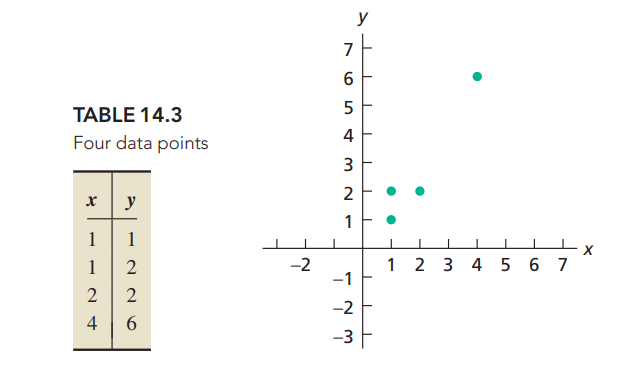 TABLE 14.3
Four data points
x y
1 1
1 2
2 2
4 6
y
7
6
5
4
3
2
1
−2 1 2 3 4 5 6 7 x
−1
−2
−3